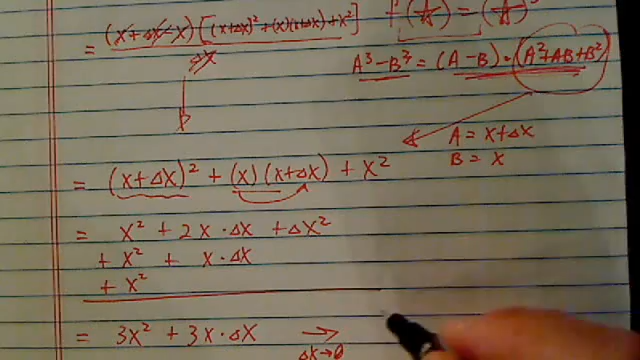 = (x+Δx-x)[(x+Δx)²+(x)(x+Δx)+x²]
Δx
A³-B³ = (A-B)·(A²+AB+B²)
A = x+Δx
B = x
= (x+Δx)² + (x)(x+Δx) + x²
= x² + 2x·Δx + Δx²
+ x² + x·Δx
+ x²
= 3x² + 3x·Δx →
Δx→0